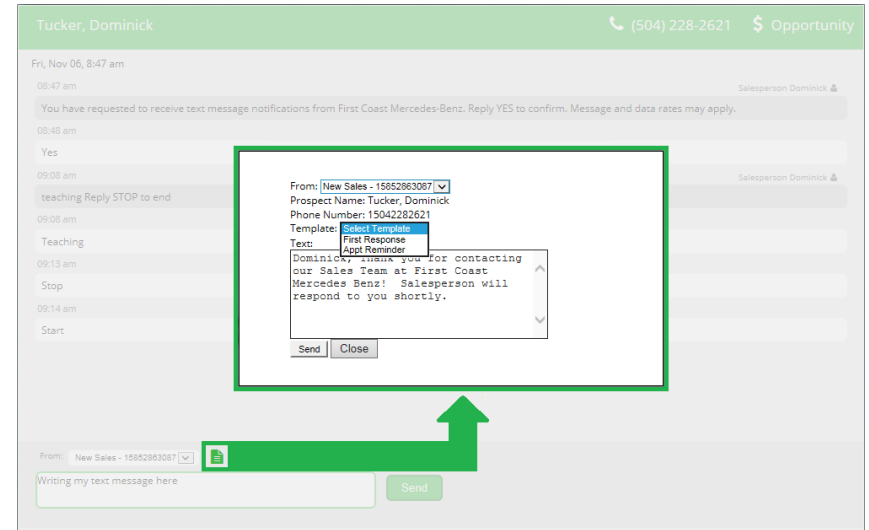 Tucker, Dominick
(504) 228-2621
$ Opportunity
Fri, Nov 06, 8:47 am
08:47 am
Salesperson Dominick
You have requested to receive text message notifications from First Coast Mercedes-Benz. Reply YES to confirm. Message and data rates may apply.
08:48 am
Yes
09:08 am
Salesperson Dominick
teaching Reply STOP to end
09:08 am
Teaching
09:13 am
Stop
09:14 am
Start
From: New Sales - 15852863087
Prospect Name: Tucker, Dominick
Phone Number: 15042282621
Template: Select Template
First Response
Appt Reminder
Text:
Dominick, Thank you for contacting
our Sales Team at First Coast
Mercedes Benz!  Salesperson will
respond to you shortly.
Send
Close
From: New Sales - 15852863087
Writing my text message here
Send